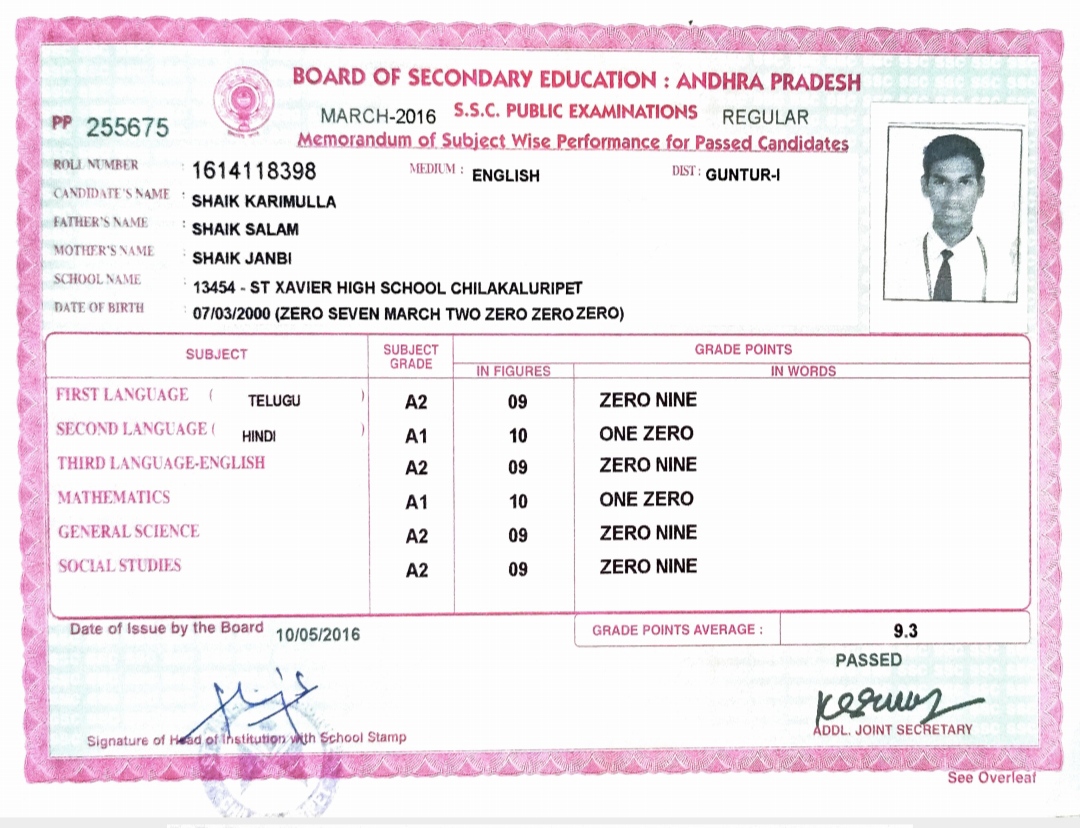 BOARD OF SECONDARY EDUCATION : ANDHRA PRADESH
PP 255675
MARCH-2016 S.S.C. PUBLIC EXAMINATIONS REGULAR
Memorandum of Subject Wise Performance for Passed Candidates
ROLL NUMBER : 1614118398 MEDIUM : ENGLISH DIST : GUNTUR-I
CANDIDATE'S NAME : SHAIK KARIMULLA
FATHER'S NAME : SHAIK SALAM
MOTHER'S NAME : SHAIK JANBI
SCHOOL NAME : 13454 - ST XAVIER HIGH SCHOOL CHILAKALURIPET
DATE OF BIRTH : 07/03/2000 (ZERO SEVEN MARCH TWO ZERO ZERO ZERO)
SUBJECT SUBJECT GRADE GRADE POINTS
IN FIGURES IN WORDS
FIRST LANGUAGE ( TELUGU ) A2 09 ZERO NINE
SECOND LANGUAGE ( HINDI ) A1 10 ONE ZERO
THIRD LANGUAGE-ENGLISH A2 09 ZERO NINE
MATHEMATICS A1 10 ONE ZERO
GENERAL SCIENCE A2 09 ZERO NINE
SOCIAL STUDIES A2 09 ZERO NINE
Date of Issue by the Board 10/05/2016 GRADE POINTS AVERAGE : 9.3
PASSED
Signature of Head of Institution with School Stamp ADDL. JOINT SECRETARY
See Overleaf